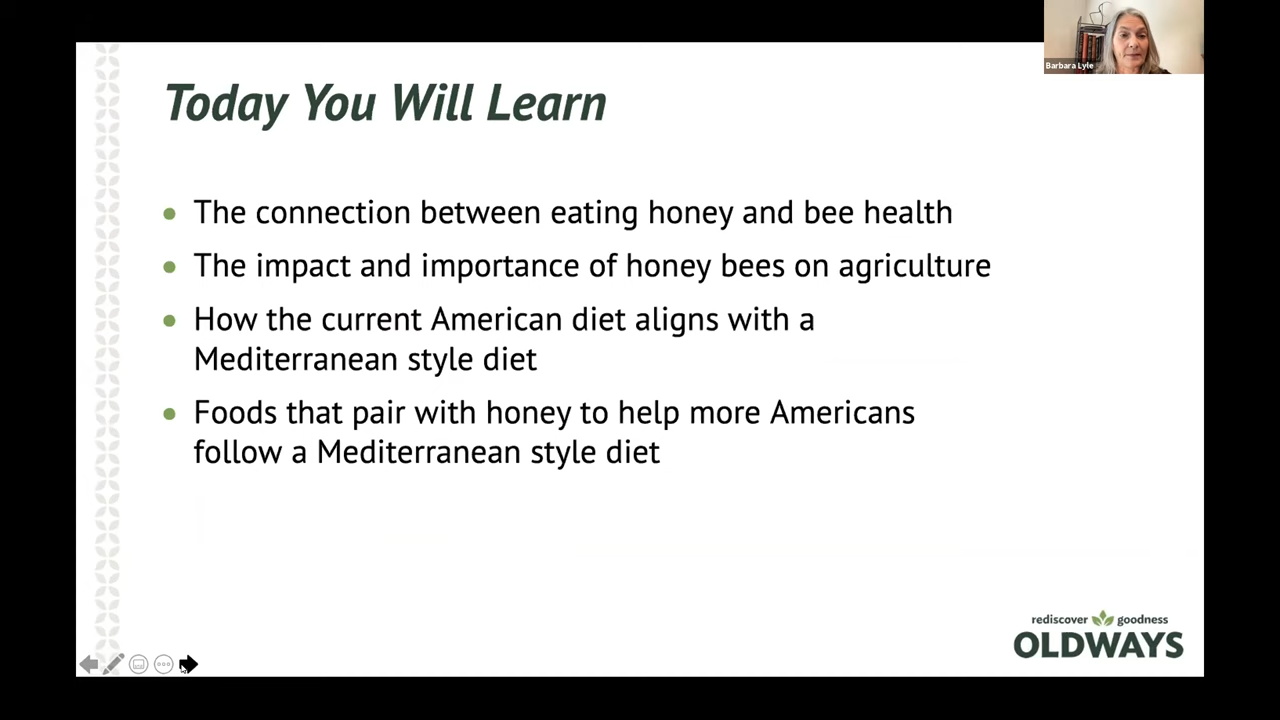 Barbara Lyle
Today You Will Learn
The connection between eating honey and bee health
The impact and importance of honey bees on agriculture
How the current American diet aligns with a
Mediterranean style diet
Foods that pair with honey to help more Americans
follow a Mediterranean style diet
rediscover goodness
OLDWAYS